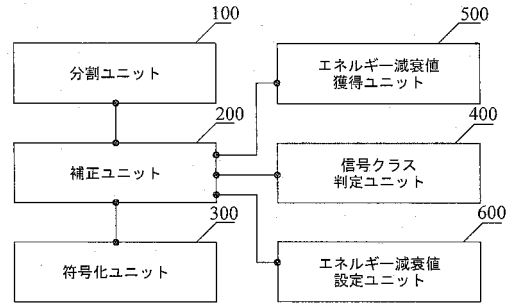 100
分割ユニット
200
補正ユニット
300
符号化ユニット
500
エネルギー減衰値
獲得ユニット
400
信号クラス
判定ユニット
600
エネルギー減衰値
設定ユニット